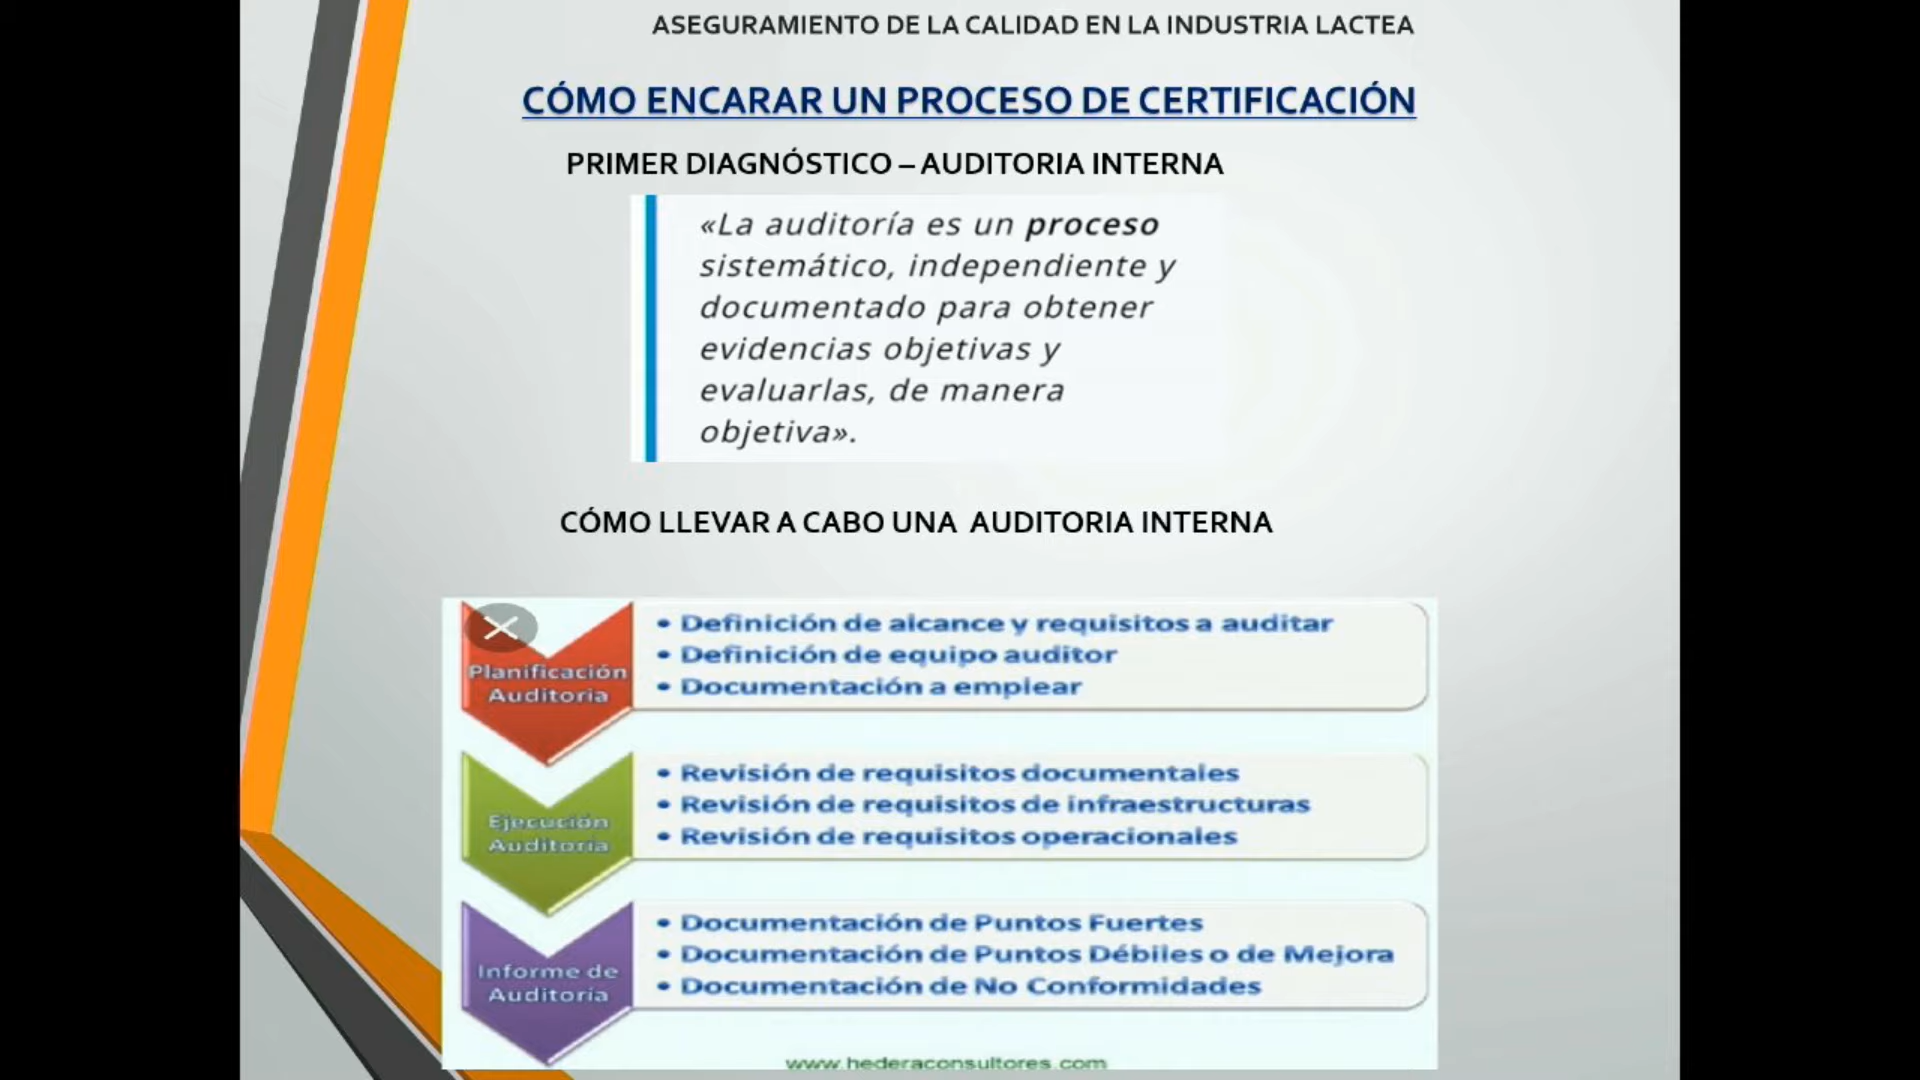 ASEGURAMIENTO DE LA CALIDAD EN LA INDUSTRIA LACTEA
CÓMO ENCARAR UN PROCESO DE CERTIFICACIÓN
PRIMER DIAGNÓSTICO – AUDITORIA INTERNA
«La auditoría es un proceso
sistemático, independiente y
documentado para obtener
evidencias objetivas y
evaluarlas, de manera
objetiva».
CÓMO LLEVAR A CABO UNA AUDITORIA INTERNA
Planificación
Auditoria
• Definición de alcance y requisitos a auditar
• Definición de equipo auditor
• Documentación a emplear
Ejecución
Auditoria
• Revisión de requisitos documentales
• Revisión de requisitos de infraestructuras
• Revisión de requisitos operacionales
Informe de
Auditoria
• Documentación de Puntos Fuertes
• Documentación de Puntos Débiles o de Mejora
• Documentación de No Conformidades
www.hederaconsultores.com